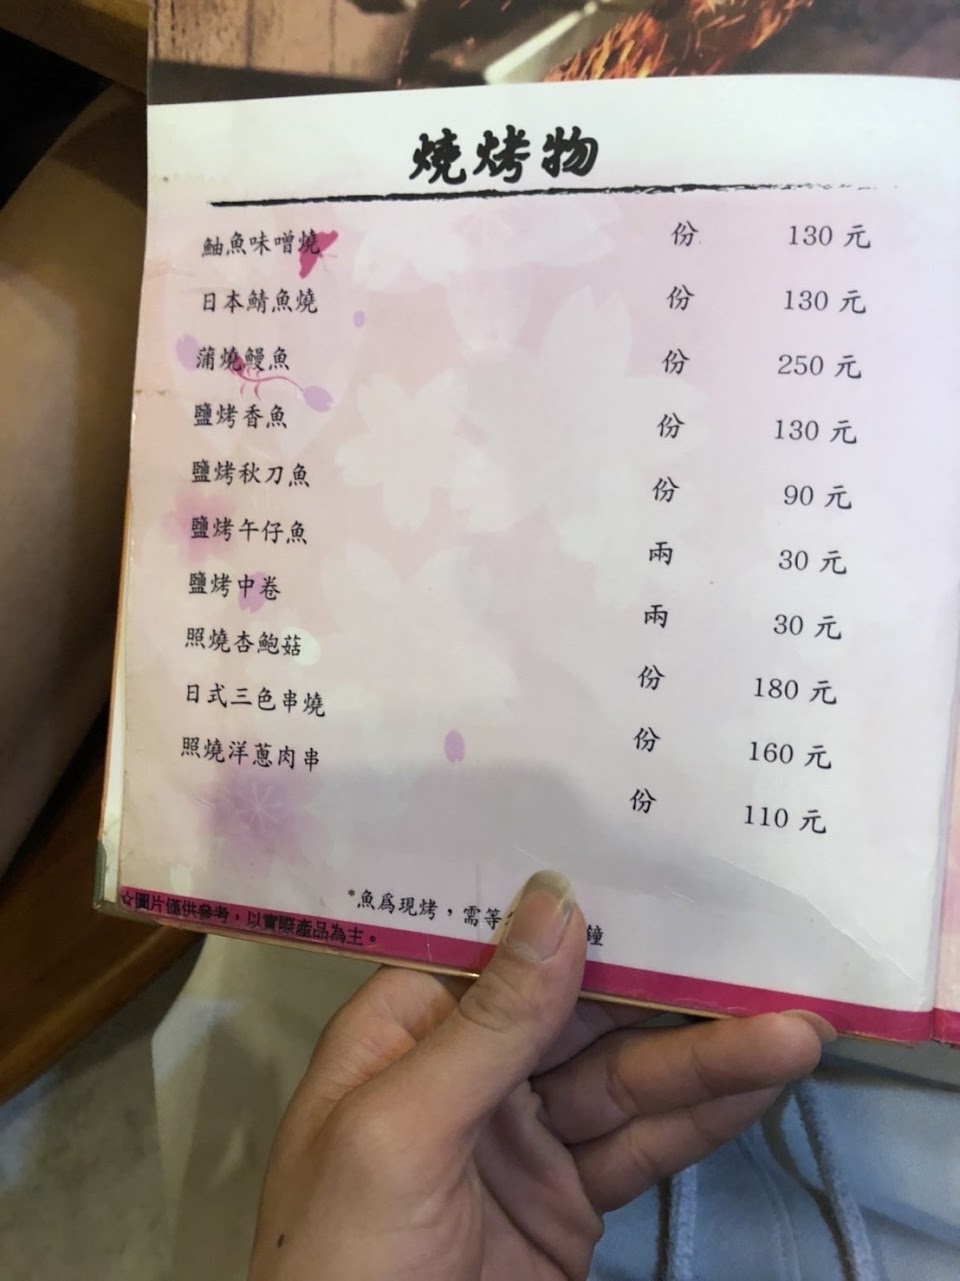 燒烤物
鮋魚味噌燒 份 130 元
日本鯖魚燒 份 130 元
蒲燒鰻魚 份 250 元
鹽烤香魚 份 130 元
鹽烤秋刀魚 份 90 元
鹽烤午仔魚 兩 30 元
鹽烤中卷 兩 30 元
照燒杏鮑菇 份 180 元
日式三色串燒 份 160 元
照燒洋蔥肉串 份 110 元
*魚為現烤，需等 鐘
☆圖片僅供參考，以實際產品為主。